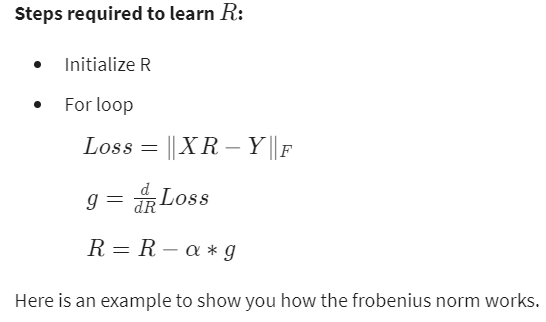 Steps required to learn R:
• Initialize R
• For loop
Loss = ‖XR − Y‖F
g = d/dR Loss
R = R − α * g
Here is an example to show you how the frobenius norm works.